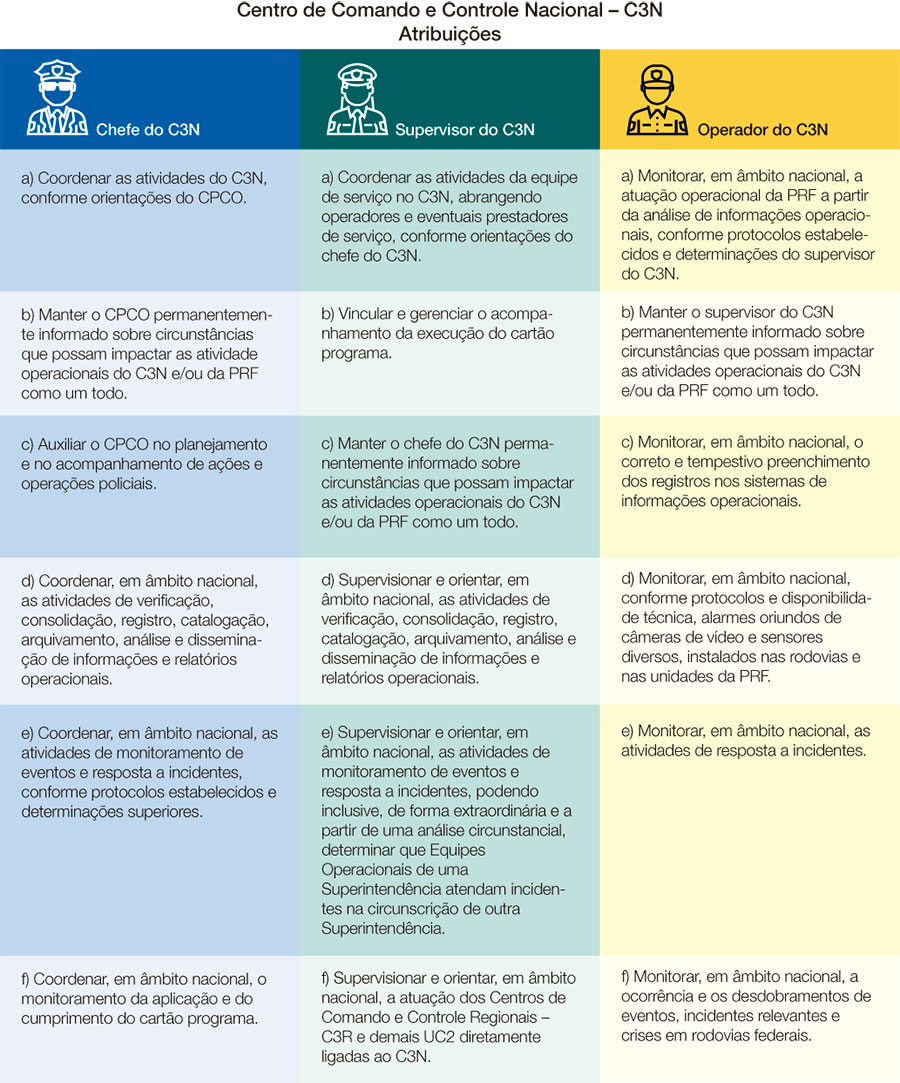 Centro de Comando e Controle Nacional – C3N
Atribuições
Chefe do C3N
Supervisor do C3N
Operador do C3N
a) Coordenar as atividades do C3N,
conforme orientações do CPCO.
a) Coordenar as atividades da equipe
de serviço no C3N, abrangendo
operadores e eventuais prestadores
de serviço, conforme orientações do
chefe do C3N.
a) Monitorar, em âmbito nacional, a
atuação operacional da PRF a partir
da análise de informações operacio-
nais, conforme protocolos estabele-
cidos e determinações do supervisor
do C3N.
b) Manter o CPCO permanentemen-
te informado sobre circunstâncias
que possam impactar as atividade
operacionais do C3N e/ou da PRF
como um todo.
b) Vincular e gerenciar o acompa-
nhamento da execução do cartão
programa.
b) Manter o supervisor do C3N
permanentemente informado sobre
circunstâncias que possam impactar
as atividades operacionais do C3N
e/ou da PRF como um todo.
c) Auxiliar o CPCO no planejamento
e no acompanhamento de ações e
operações policiais.
c) Manter o chefe do C3N perma-
nentemente informado sobre
circunstâncias que possam impactar
as atividades operacionais do C3N
e/ou da PRF como um todo.
c) Monitorar, em âmbito nacional, o
correto e tempestivo preenchimento
dos registros nos sistemas de
informações operacionais.
d) Coordenar, em âmbito nacional,
as atividades de verificação,
consolidação, registro, catalogação,
arquivamento, análise e dissemina-
ção de informações e relatórios
operacionais.
d) Supervisionar e orientar, em
âmbito nacional, as atividades de
verificação, consolidação, registro,
catalogação, arquivamento, análise e
disseminação de informações e
relatórios operacionais.
d) Monitorar, em âmbito nacional,
conforme protocolos e disponibilida-
de técnica, alarmes oriundos de
câmeras de vídeo e sensores
diversos, instalados nas rodovias e
nas unidades da PRF.
e) Coordenar, em âmbito nacional, as
atividades de monitoramento de
eventos e resposta a incidentes,
conforme protocolos estabelecidos e
determinações superiores.
e) Supervisionar e orientar, em
âmbito nacional, as atividades de
monitoramento de eventos e
resposta a incidentes, podendo
inclusive, de forma extraordinária e a
partir de uma análise circunstancial,
determinar que Equipes
Operacionais de uma
Superintendência atendam inciden-
tes na circunscrição de outra
Superintendência.
e) Monitorar, em âmbito nacional, as
atividades de resposta a incidentes.
f) Coordenar, em âmbito nacional, o
monitoramento da aplicação e do
cumprimento do cartão programa.
f) Supervisionar e orientar, em âmbito
nacional, a atuação dos Centros de
Comando e Controle Regionais –
C3R e demais UC2 diretamente
ligadas ao C3N.
f) Monitorar, em âmbito nacional, a
ocorrência e os desdobramentos de
eventos, incidentes relevantes e
crises em rodovias federais.